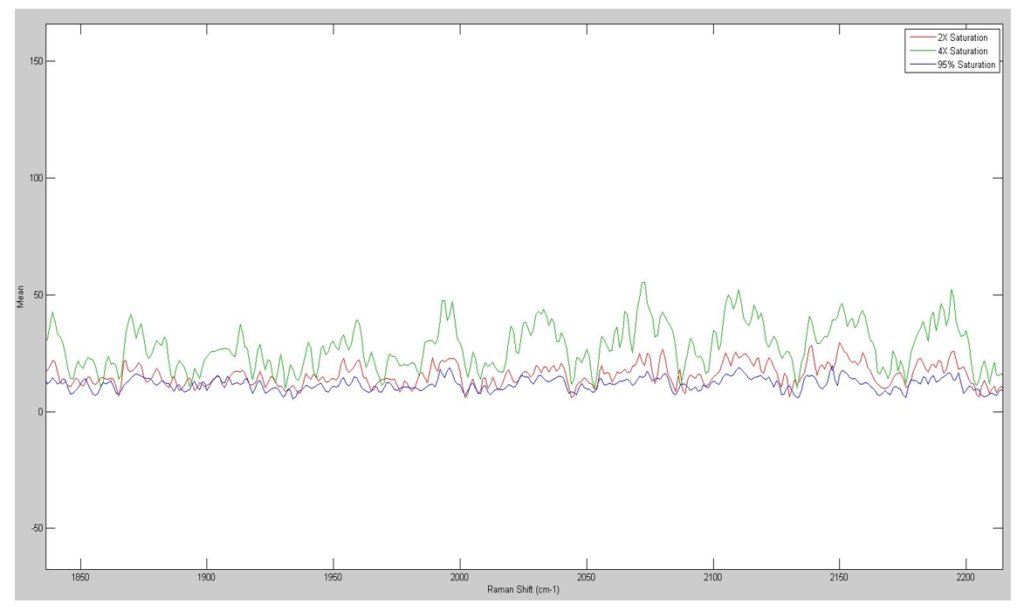 2X Saturation
4X Saturation
95% Saturation
150
100
50
0
-50
Mean
1850 1900 1950 2000 2050 2100 2150 2200
Raman Shift (cm-1)